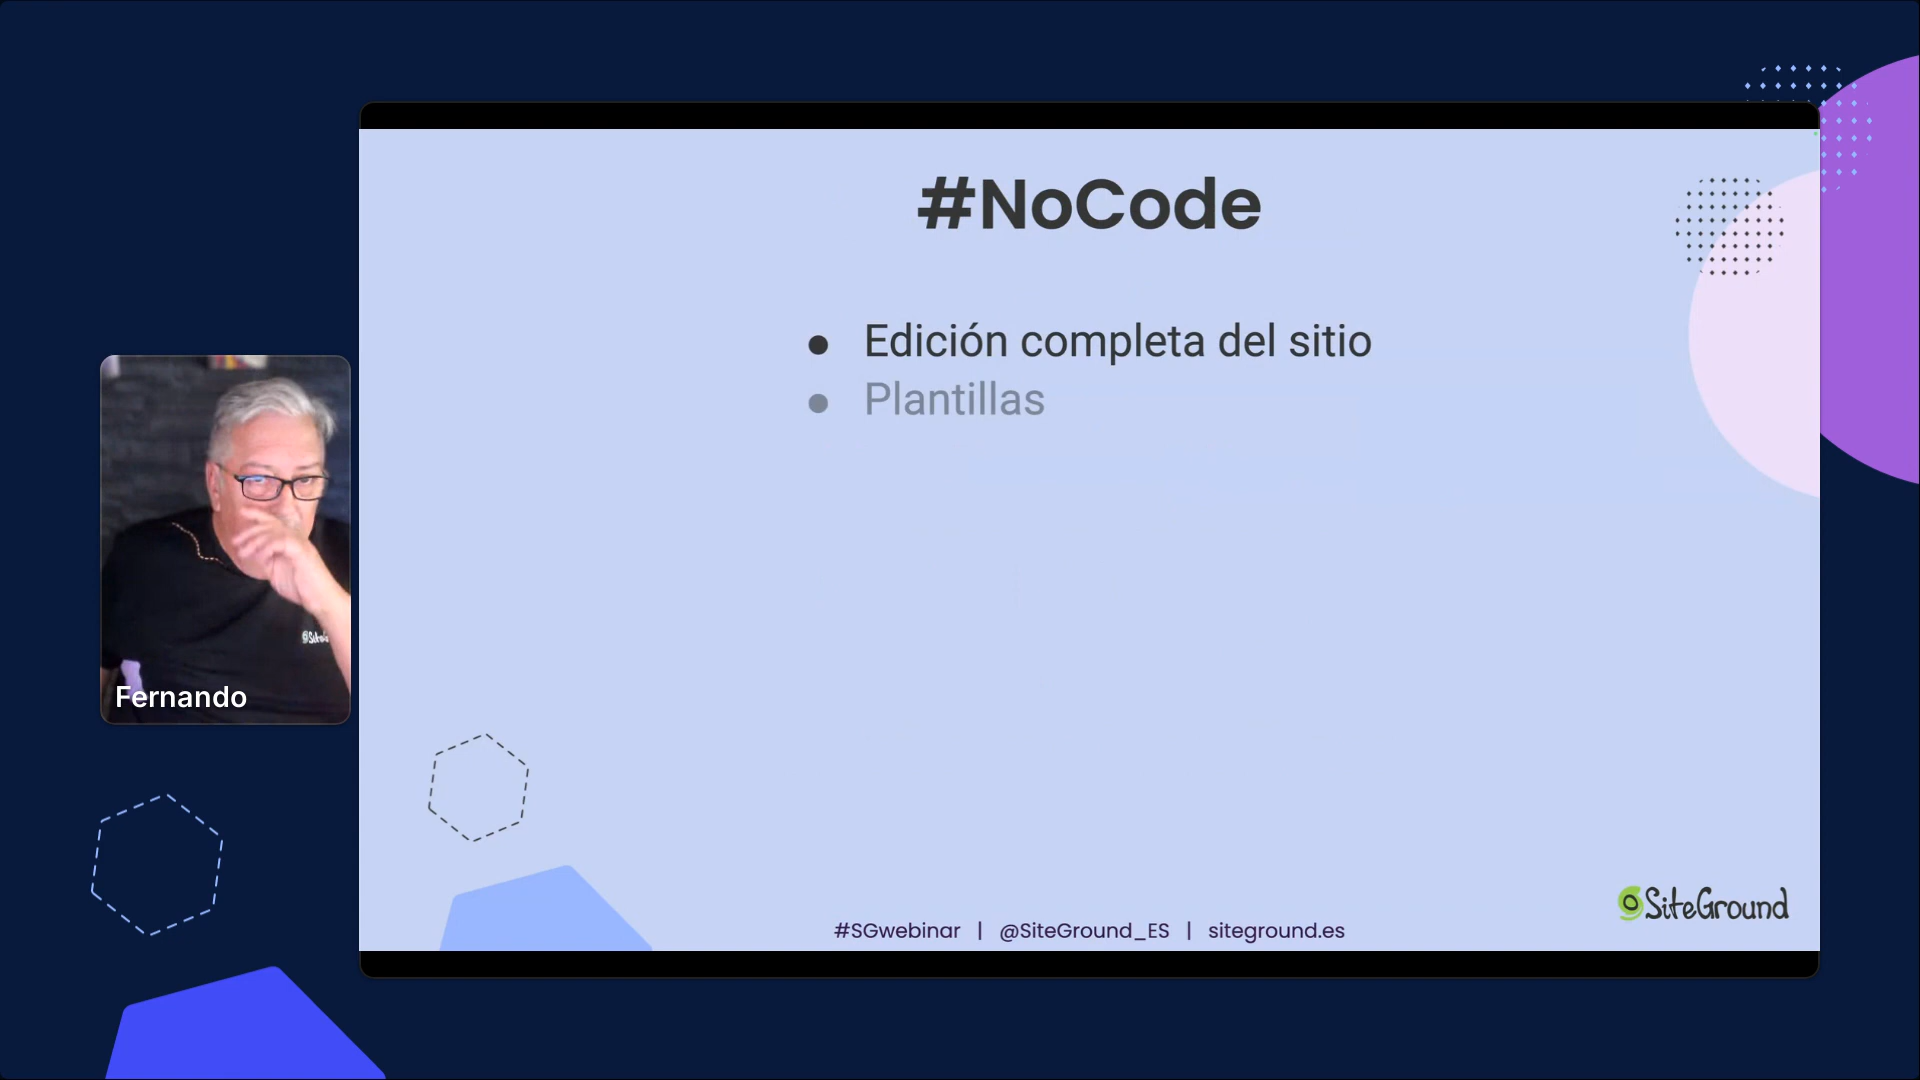 #NoCode
● Edición completa del sitio
● Plantillas
Fernando
SiteGround
#SGwebinar | @SiteGround_ES | siteground.es